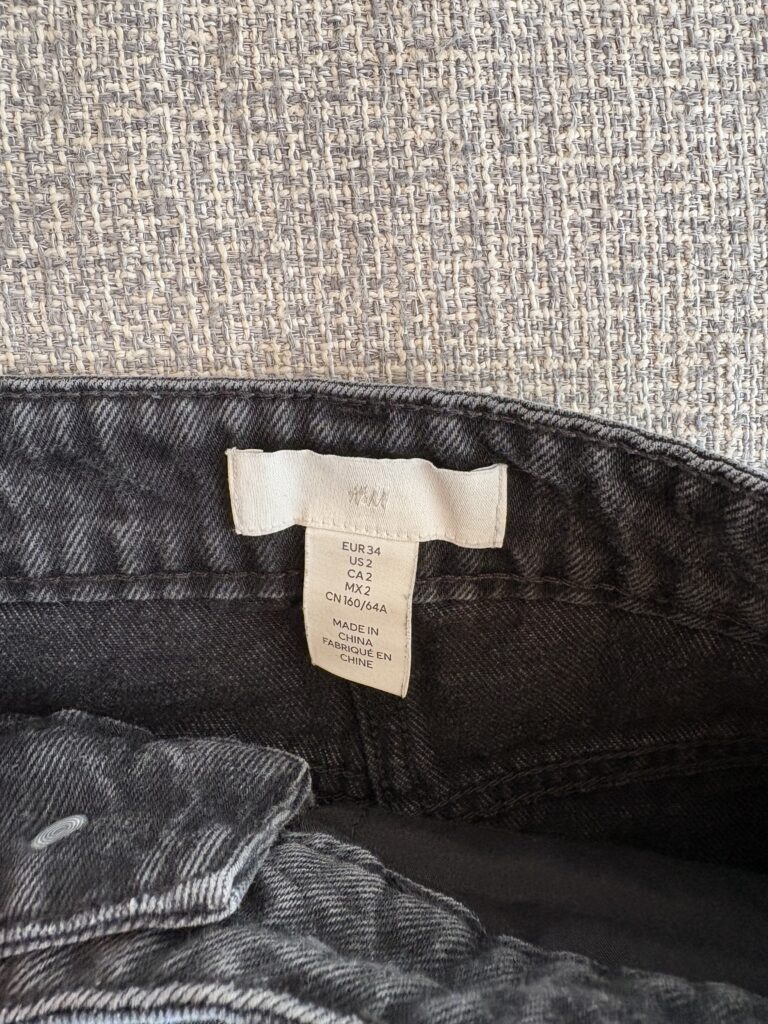 H&M
EUR 34
US 2
CA 2
MX 2
CN 160/64A
MADE IN
CHINA
FABRIQUÉ EN
CHINE